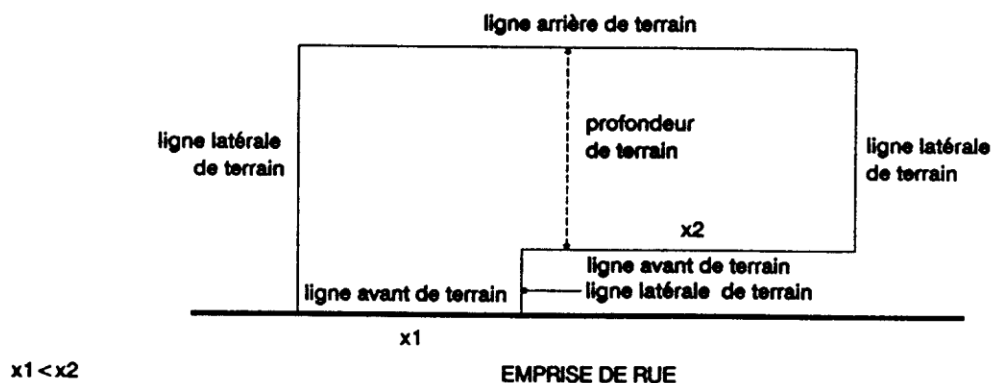 ligne arrière de terrain
ligne latérale
de terrain
profondeur
de terrain
ligne latérale
de terrain
x2
ligne avant de terrain
ligne avant de terrain
ligne latérale de terrain
x1
x1<x2
EMPRISE DE RUE